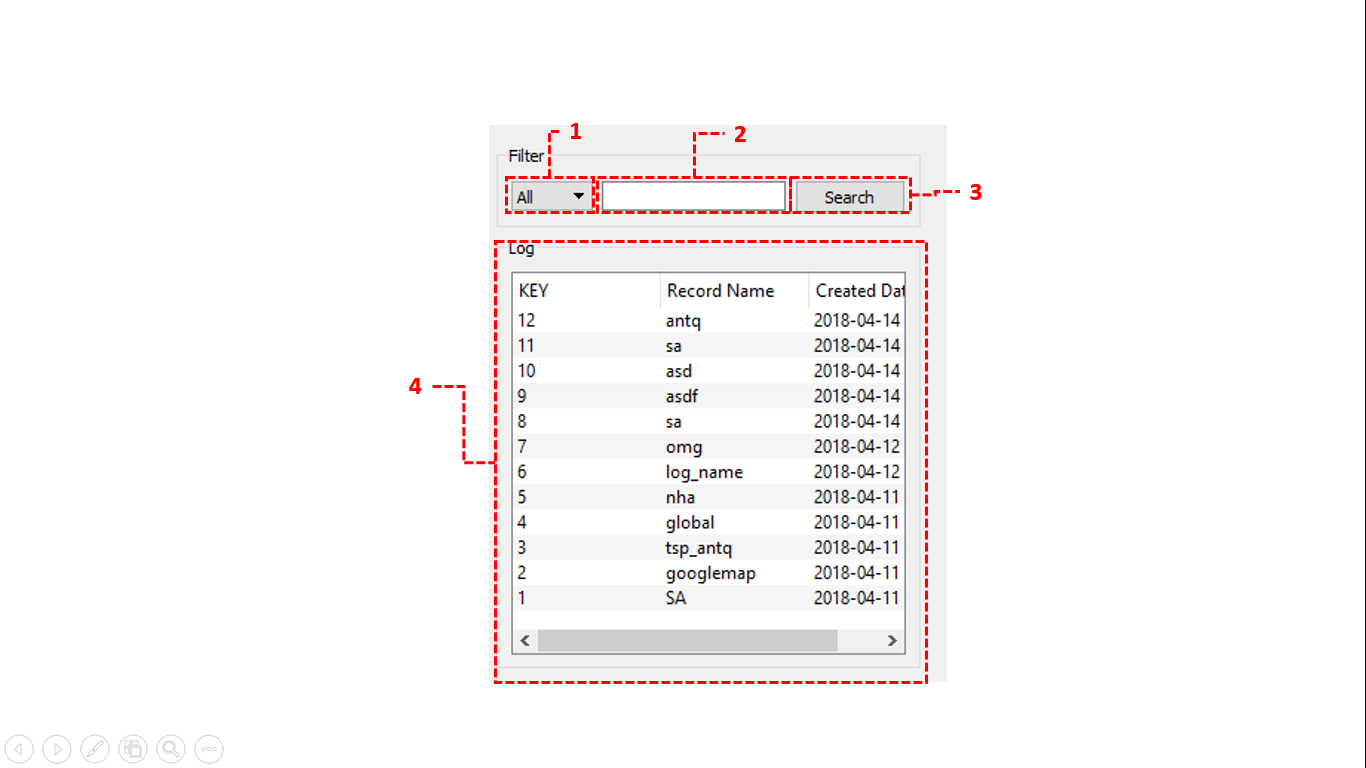 1
2
Filter
All
Search
3
Log
KEY Record Name Created Dat
12 antq 2018-04-14
11 sa 2018-04-14
10 asd 2018-04-14
4
9 asdf 2018-04-14
8 sa 2018-04-14
7 omg 2018-04-12
6 log_name 2018-04-12
5 nha 2018-04-11
4 global 2018-04-11
3 tsp_antq 2018-04-11
2 googlemap 2018-04-11
1 SA 2018-04-11